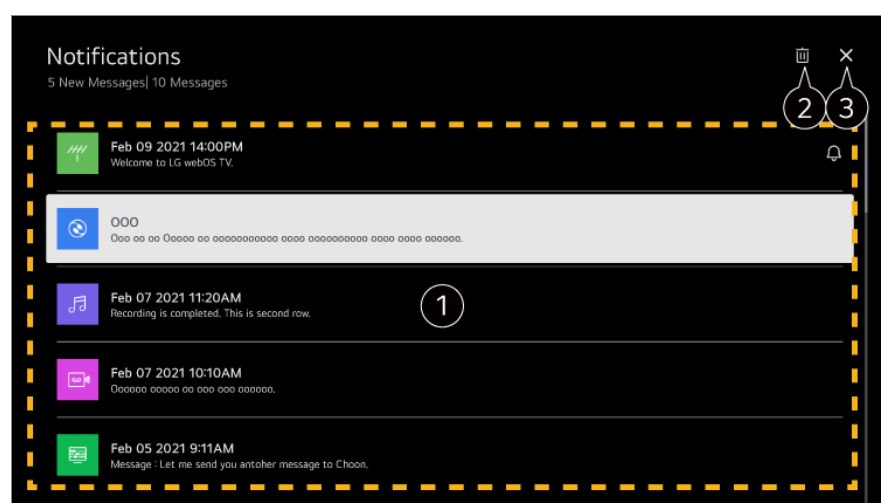 Notifications
5 New Messages| 10 Messages
2 3
Feb 09 2021 14:00PM
Welcome to LG webOS TV.
OOO
Ooo oo oo Ooooo oo ooooooooooo oooo oooooooooo oooo oooo oooooo.
Feb 07 2021 11:20AM
Recording is completed. This is second row.
1
Feb 07 2021 10:10AM
Oooooo ooooo oo ooo ooo oooooo.
Feb 05 2021 9:11AM
Message : Let me send you antoher message to Choon.